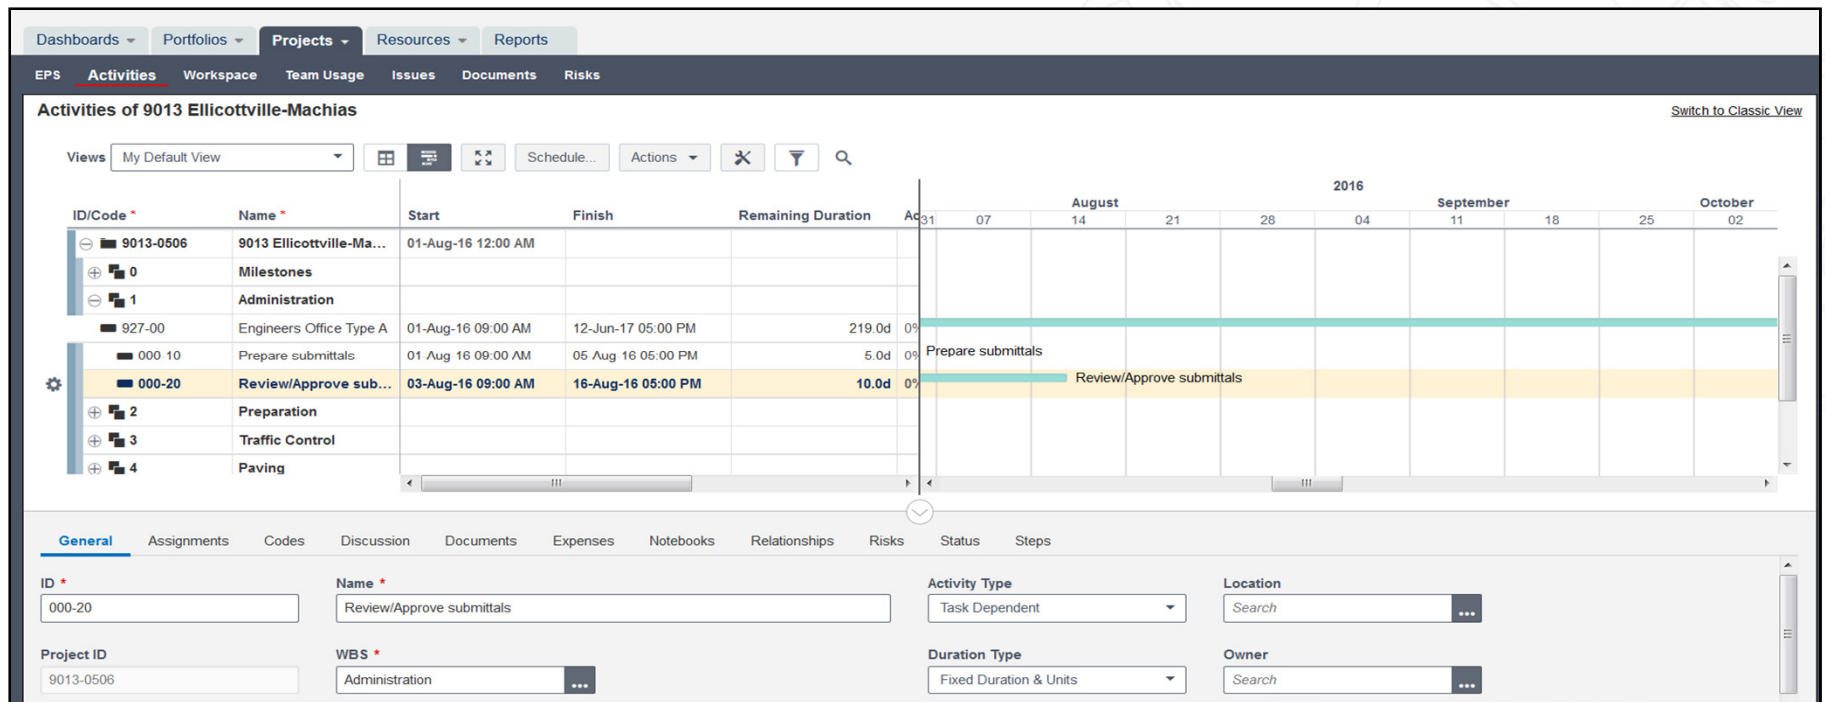 Dashboards Portfolios Projects Resources Reports
EPS Activities Workspace Team Usage Issues Documents Risks
Activities of 9013 Ellicottville-Machias
Switch to Classic View
Views My Default View Schedule... Actions
2016
August September October
ID/Code * Name * Start Finish Remaining Duration Ac 31 07 14 21 28 04 11 18 25 02
9013-0506 9013 Ellicottville-Ma... 01-Aug-16 12:00 AM
0 Milestones
1 Administration
927-00 Engineers Office Type A 01-Aug-16 09:00 AM 12-Jun-17 05:00 PM 219.0d 0%
000-10 Prepare submittals 01-Aug-16 09:00 AM 05-Aug-16 05:00 PM 5.0d 0% Prepare submittals
000-20 Review/Approve sub... 03-Aug-16 09:00 AM 16-Aug-16 05:00 PM 10.0d 0% Review/Approve submittals
2 Preparation
3 Traffic Control
4 Paving
General Assignments Codes Discussion Documents Expenses Notebooks Relationships Risks Status Steps
ID * Name * Activity Type Location
000-20 Review/Approve submittals Task Dependent Search ...
Project ID WBS * Duration Type Owner
9013-0506 Administration ... Fixed Duration & Units Search ...